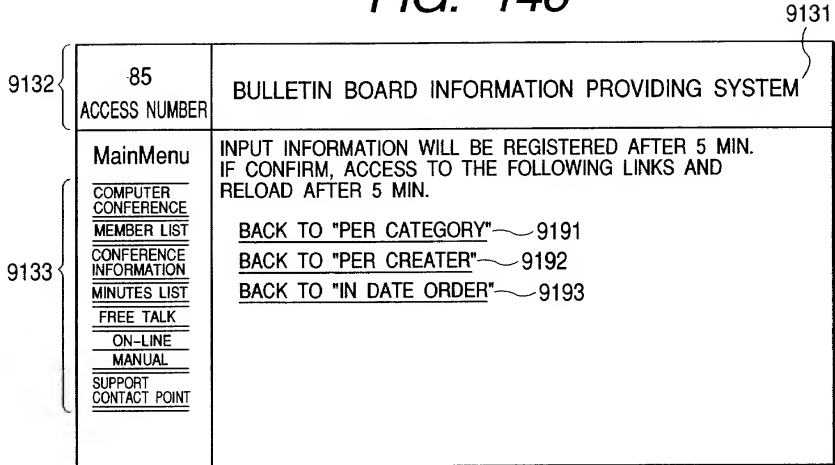 9131
9132
85
ACCESS NUMBER
BULLETIN BOARD INFORMATION PROVIDING SYSTEM
MainMenu
COMPUTER
CONFERENCE
MEMBER LIST
CONFERENCE
INFORMATION
MINUTES LIST
FREE TALK
ON-LINE
MANUAL
SUPPORT
CONTACT POINT
9133
INPUT INFORMATION WILL BE REGISTERED AFTER 5 MIN.
IF CONFIRM, ACCESS TO THE FOLLOWING LINKS AND
RELOAD AFTER 5 MIN.
BACK TO "PER CATEGORY" 9191
BACK TO "PER CREATER" 9192
BACK TO "IN DATE ORDER" 9193